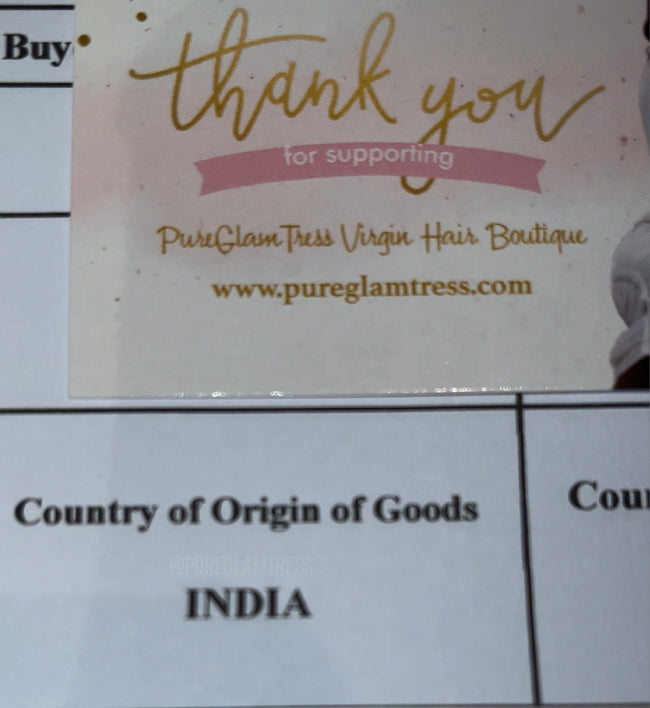 Buy
thank you
for supporting
PureGlamTress Virgin Hair Boutique
www.pureglamtress.com
Country of Origin of Goods
Cou
@PUREGLAMTRESS
INDIA